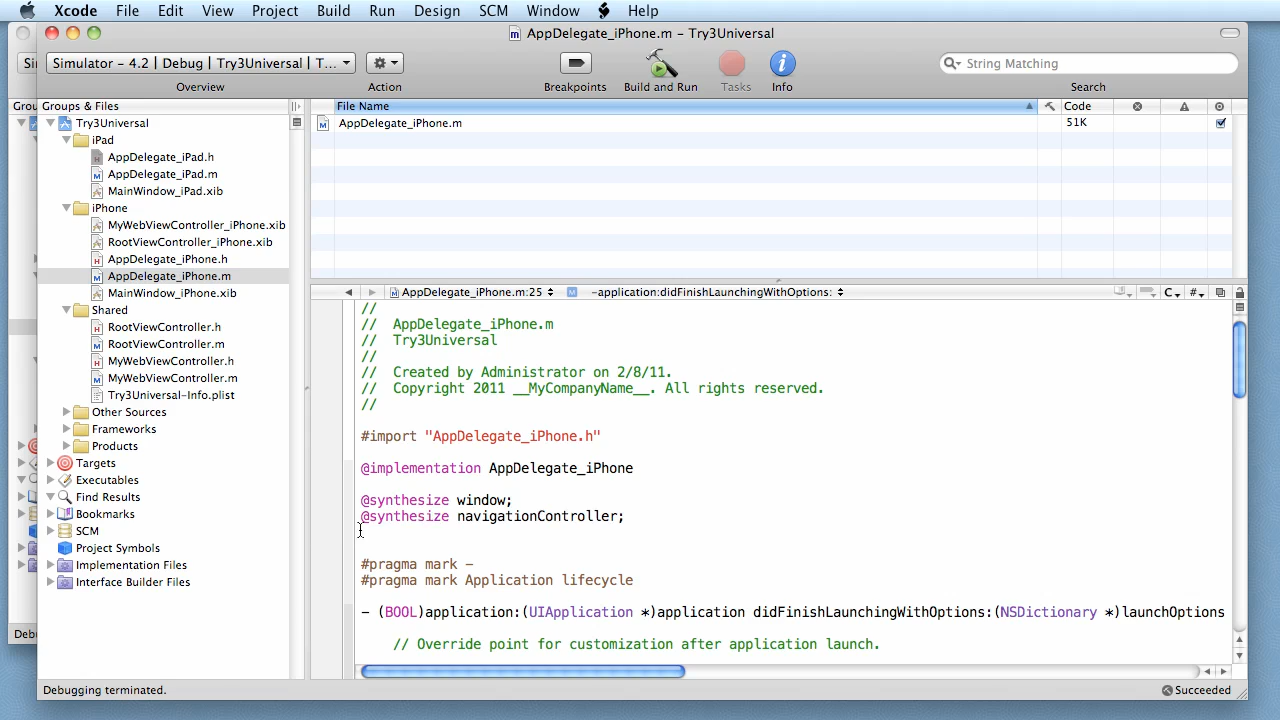 Xcode File Edit View Project Build Run Design SCM Window Help
AppDelegate_iPhone.m – Try3Universal
Simulator - 4.2 | Debug | Try3Universal | T...
String Matching
Overview Action Breakpoints Build and Run Tasks Info Search
Groups & Files
File Name Code
Try3Universal
AppDelegate_iPhone.m 51K
iPad
AppDelegate_iPad.h
AppDelegate_iPad.m
MainWindow_iPad.xib
iPhone
MyWebViewController_iPhone.xib
RootViewController_iPhone.xib
AppDelegate_iPhone.h
AppDelegate_iPhone.m
MainWindow_iPhone.xib
Shared
RootViewController.h
RootViewController.m
MyWebViewController.h
MyWebViewController.m
Try3Universal-Info.plist
Other Sources
Frameworks
Products
Targets
Executables
Find Results
Bookmarks
SCM
Project Symbols
Implementation Files
Interface Builder Files
AppDelegate_iPhone.m:25 -application:didFinishLaunchingWithOptions: C #
//
// AppDelegate_iPhone.m
// Try3Universal
//
// Created by Administrator on 2/8/11.
// Copyright 2011 __MyCompanyName__. All rights reserved.
//
#import "AppDelegate_iPhone.h"
@implementation AppDelegate_iPhone
@synthesize window;
@synthesize navigationController;
#pragma mark -
#pragma mark Application lifecycle
- (BOOL)application:(UIApplication *)application didFinishLaunchingWithOptions:(NSDictionary *)launchOptions
// Override point for customization after application launch.
Debugging terminated.
Succeeded